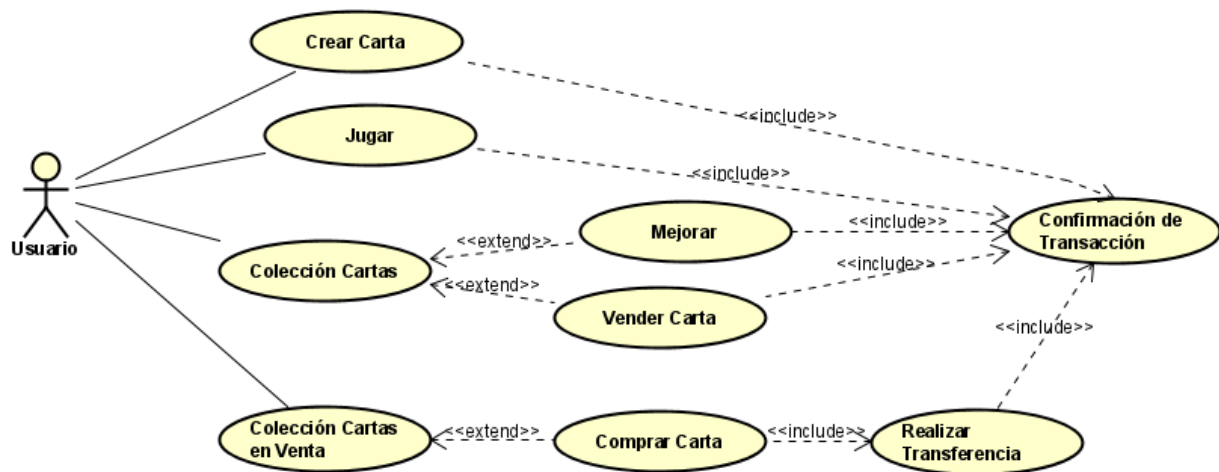 Crear Carta
<<include>>
Jugar
<<include>>
Usuario
Colección Cartas
<<extend>>
<<extend>>
Mejorar
Vender Carta
<<include>>
<<include>>
Confirmación de
Transacción
<<include>>
Colección Cartas
en Venta
<<extend>>
Comprar Carta
<<include>>
Realizar
Transferencia